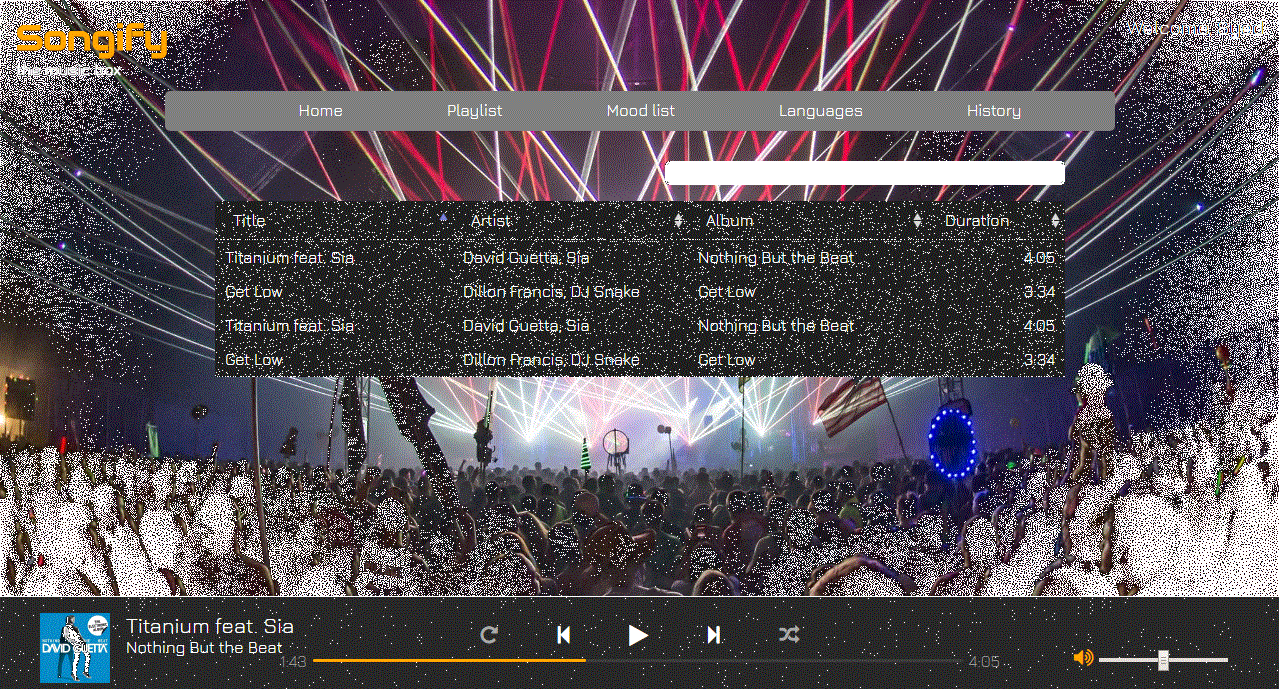 Songify
the music box
Home Playlist Mood list Languages History
Title Artist Album Duration
Titanium feat. Sia David Guetta, Sia Nothing But the Beat 4:05
Get Low Dillon Francis, DJ Snake Get Low 3:34
Titanium feat. Sia David Guetta, Sia Nothing But the Beat 4:05
Get Low Dillon Francis, DJ Snake Get Low 3:34
DAVID GUETTA
Titanium feat. Sia
Nothing But the Beat
1:43 4:05